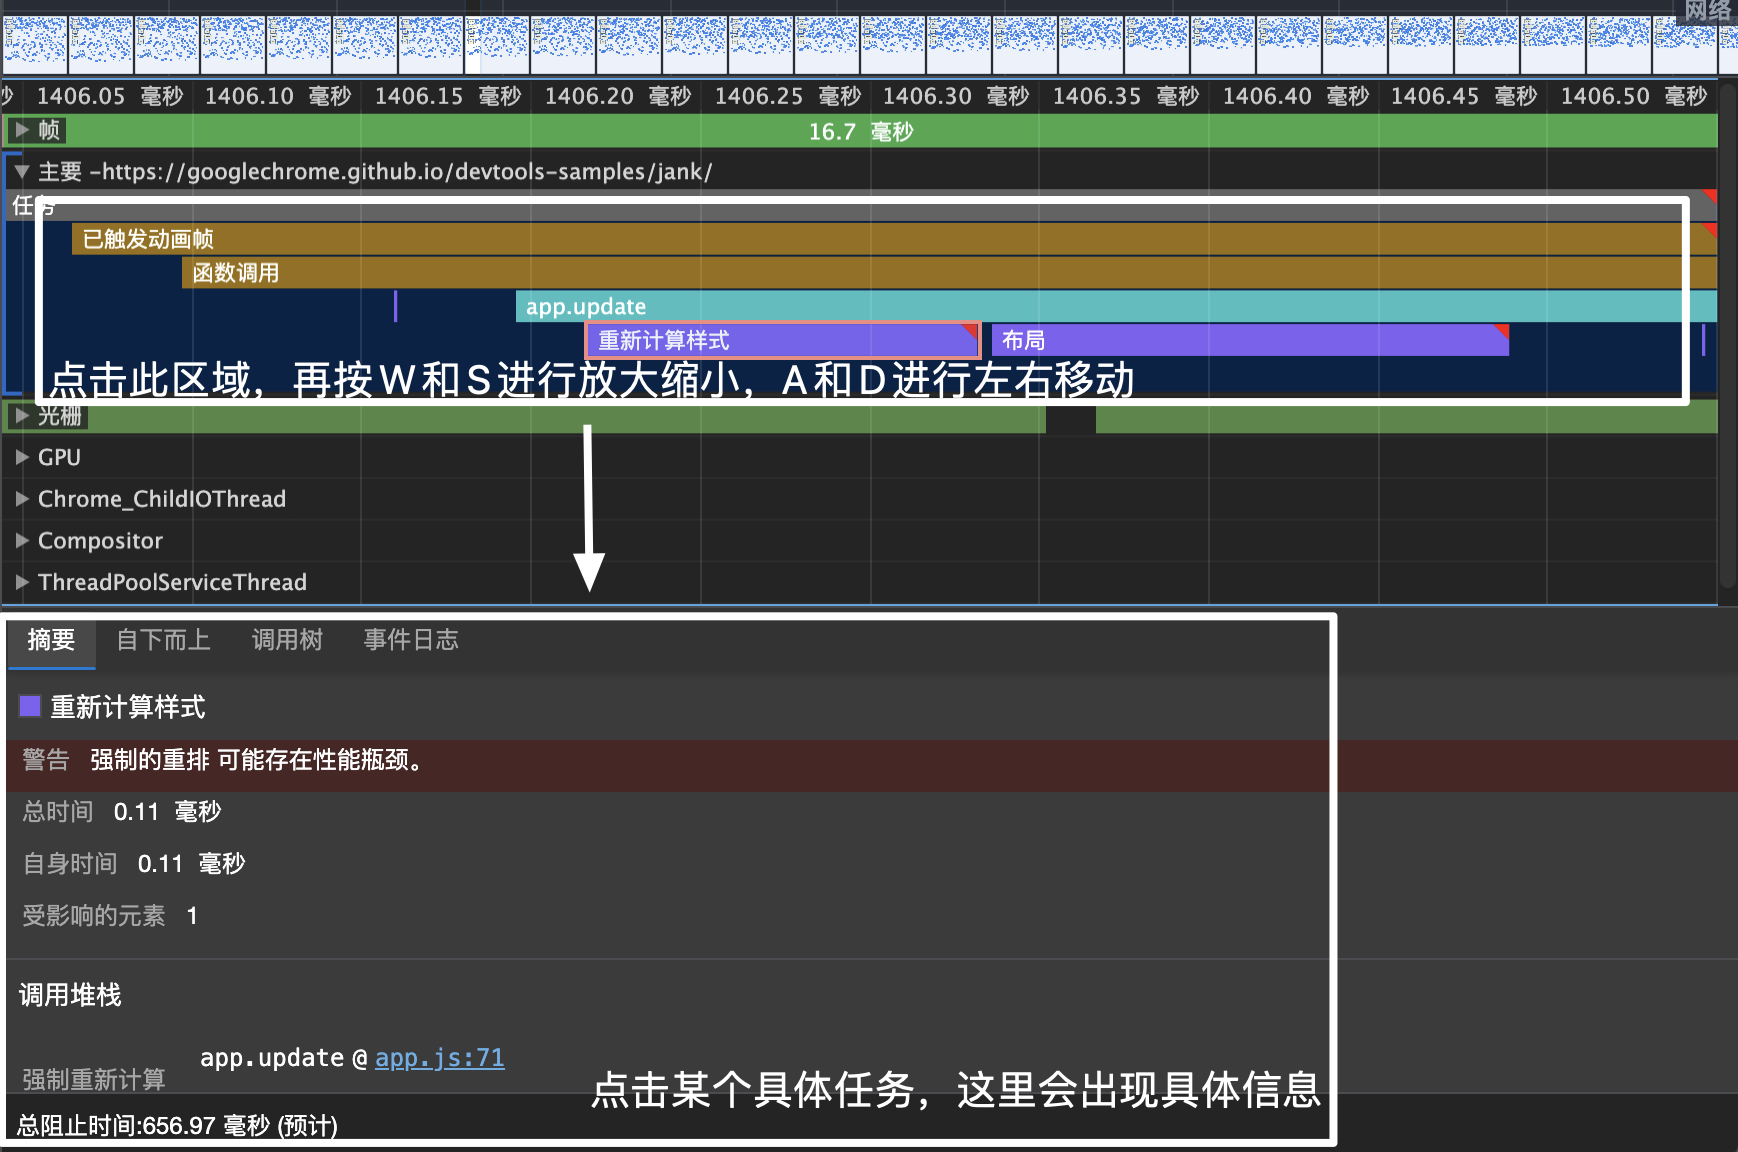 网络
秒 1406.05 毫秒 1406.10 毫秒 1406.15 毫秒 1406.20 毫秒 1406.25 毫秒 1406.30 毫秒 1406.35 毫秒 1406.40 毫秒 1406.45 毫秒 1406.50 毫秒
帧 16.7 毫秒
主要 –https://googlechrome.github.io/devtools-samples/jank/
任务
已触发动画帧
函数调用
app.update
重新计算样式 布局
点击此区域，再按W和S进行放大缩小，A和D进行左右移动
光栅
GPU
Chrome_ChildIOThread
Compositor
ThreadPoolServiceThread
摘要 自下而上 调用树 事件日志
重新计算样式
警告 强制的重排 可能存在性能瓶颈。
总时间 0.11 毫秒
自身时间 0.11 毫秒
受影响的元素 1
调用堆栈
app.update @ app.js:71
强制重新计算
点击某个具体任务，这里会出现具体信息
总阻止时间:656.97 毫秒 (预计)